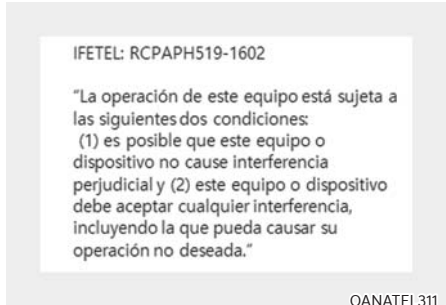 IFETEL: RCPAPH519-1602
“La operación de este equipo está sujeta a
las siguientes dos condiciones:
(1) es posible que este equipo o
dispositivo no cause interferencia
perjudicial y (2) este equipo o dispositivo
debe aceptar cualquier interferencia,
incluyendo la que pueda causar su
operación no deseada.”
OANATEL311